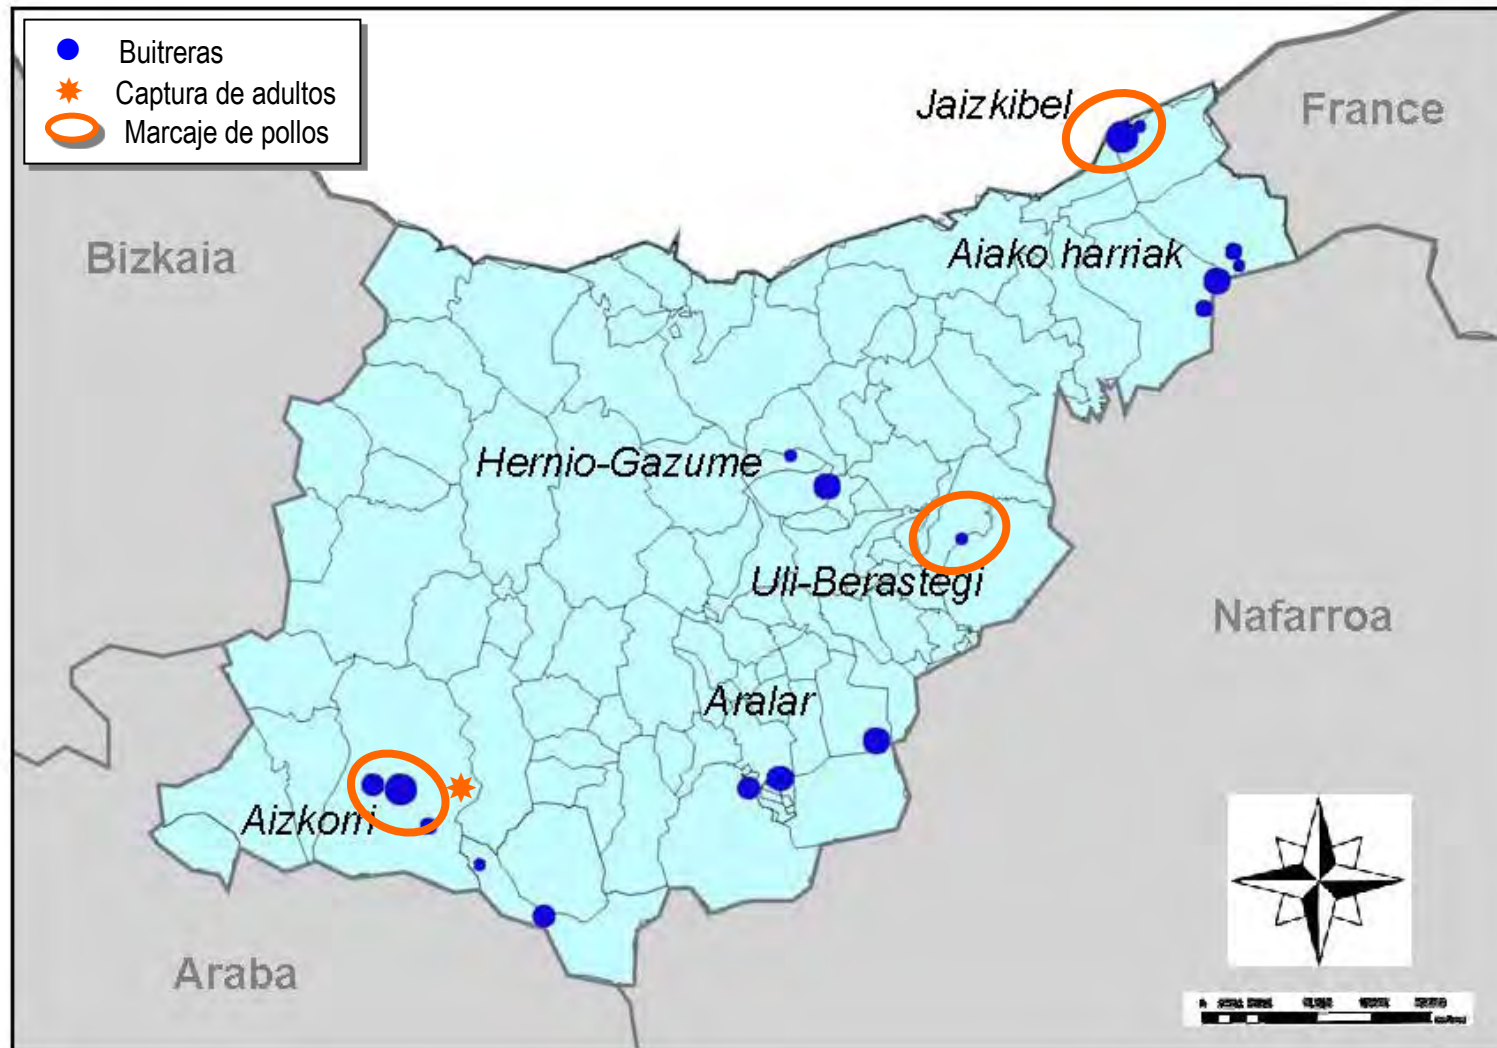 Buitreras
Captura de adultos
Marcaje de pollos
Jaizkibel
France
Bizkaia
Aiako harriak
Hernio-Gazume
Uli-Berastegi
Nafarroa
Aralar
Aizkorri
Araba